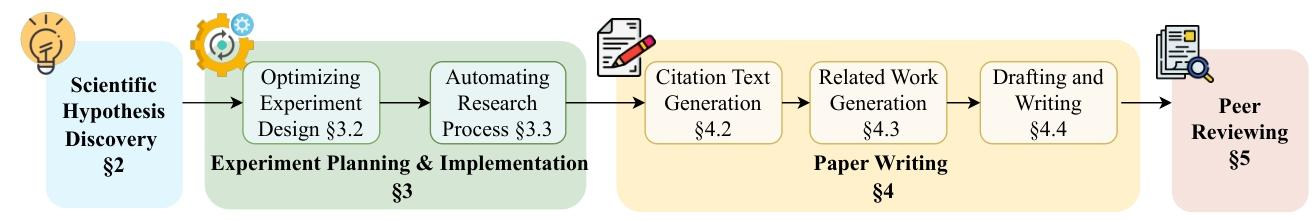 Scientific
Hypothesis
Discovery
§2
Optimizing
Experiment
Design §3.2
Automating
Research
Process §3.3
Experiment Planning & Implementation
§3
Citation Text
Generation
§4.2
Related Work
Generation
§4.3
Drafting and
Writing
§4.4
Paper Writing
§4
Peer
Reviewing
§5